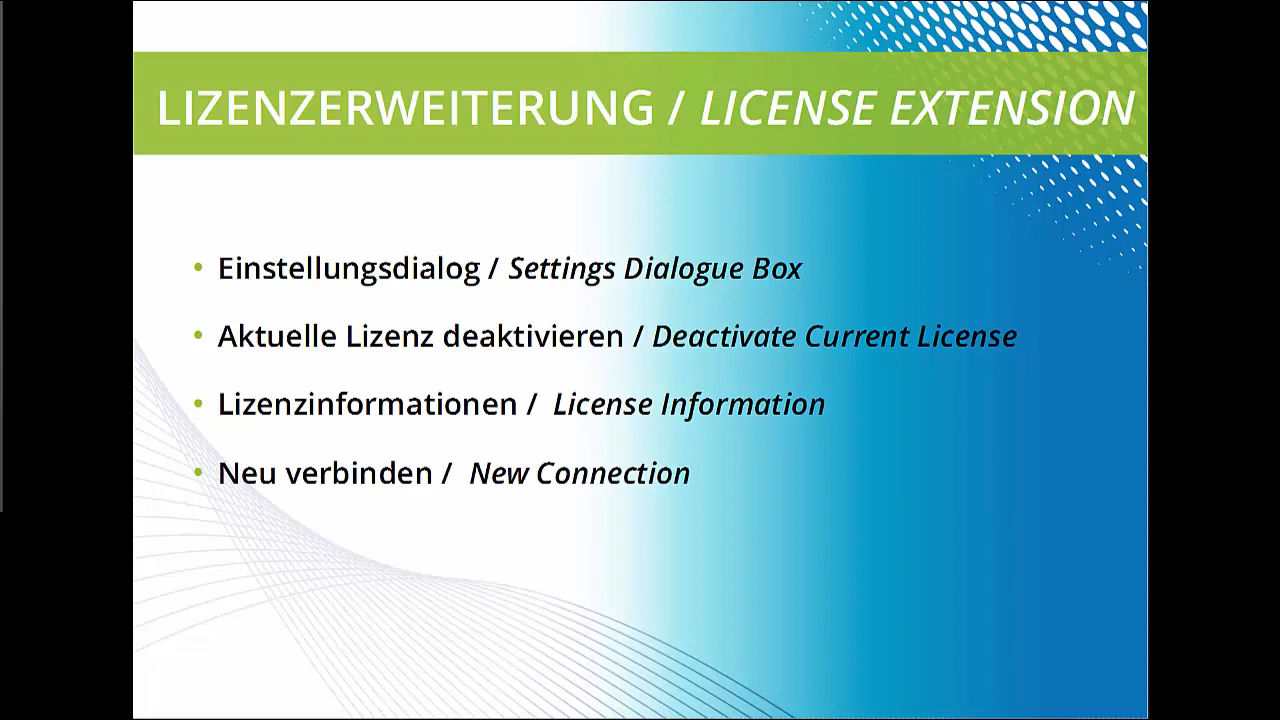 LIZENZERWEITERUNG / LICENSE EXTENSION
• Einstellungsdialog / Settings Dialogue Box
• Aktuelle Lizenz deaktivieren / Deactivate Current License
• Lizenzinformationen / License Information
• Neu verbinden / New Connection